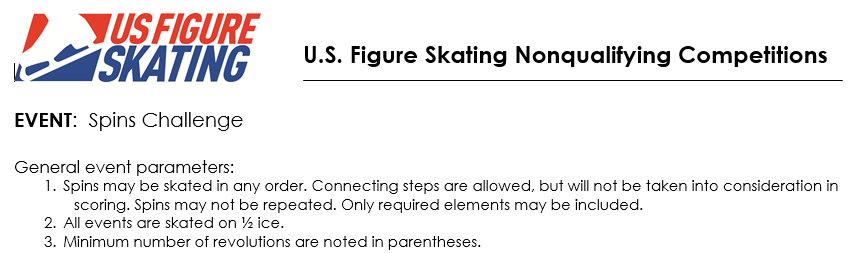 US FIGURE
SKATING
U.S. Figure Skating Nonqualifying Competitions
EVENT: Spins Challenge
General event parameters:
1. Spins may be skated in any order. Connecting steps are allowed, but will not be taken into consideration in
scoring. Spins may not be repeated. Only required elements may be included.
2. All events are skated on ½ ice.
3. Minimum number of revolutions are noted in parentheses.